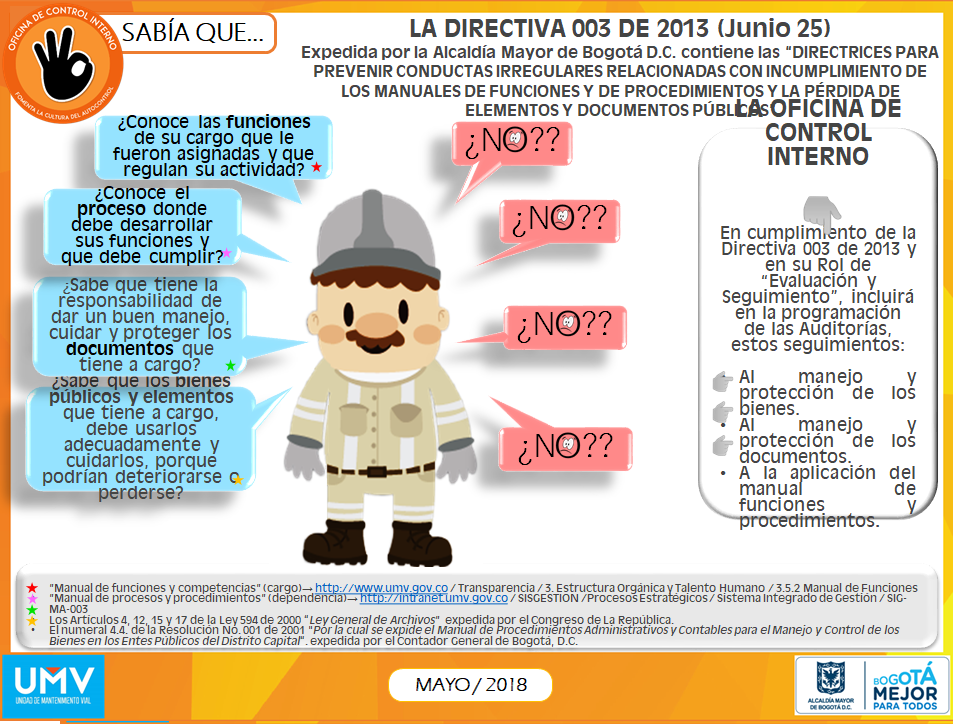 OFICINA DE CONTROL INTERNO
FOMENTA LA CULTURA DEL AUTOCONTROL
SABÍA QUE...
LA DIRECTIVA 003 DE 2013 (Junio 25)
Expedida por la Alcaldía Mayor de Bogotá D.C. contiene las "DIRECTRICES PARA
PREVENIR CONDUCTAS IRREGULARES RELACIONADAS CON INCUMPLIMIENTO DE
LOS MANUALES DE FUNCIONES Y DE PROCEDIMIENTOS Y LA PÉRDIDA DE
ELEMENTOS Y DOCUMENTOS PÚBLICOS
¿Conoce las funciones
de su cargo que le
fueron asignadas y que
regulan su actividad?
¿NO??
¿Conoce el
proceso donde
debe desarrollar
sus funciones y
que debe cumplir?
¿NO??
¿Sabe que tiene la
responsabilidad de
dar un buen manejo,
cuidar y proteger los
documentos que
tiene a cargo?
¿NO??
¿Sabe que los bienes
públicos y elementos
que tiene a cargo,
debe usarlos
adecuadamente y
cuidarlos, porque
podrían deteriorarse o
perderse?
¿NO??
LA OFICINA DE
CONTROL
INTERNO
En cumplimiento de la
Directiva 003 de 2013 y
en su Rol de
"Evaluación y
Seguimiento", incluirá
en la programación
de las Auditorías,
estos seguimientos:
Al manejo y
protección de los
bienes.
• Al manejo y
protección de los
documentos.
• A la aplicación del
manual de
funciones y
procedimientos.
"Manual de funciones y competencias" (cargo)→ http://www.umv.gov.co / Transparencia / 3. Estructura Orgánica y Talento Humano / 3.5.2 Manual de Funciones
"Manual de procesos y procedimientos" (dependencia)→ http://intranet.umv.gov.co / SISGESTION /Procesos Estratégicos / Sistema Integrado de Gestión / SIG-
MA-003
Los Artículos 4, 12, 15 y 17 de la Ley 594 de 2000 "Ley General de Archivos" expedida por el Congreso de La República.
• El numeral 4.4. de la Resolución No. 001 de 2001 "Por la cual se expide el Manual de Procedimientos Administrativos y Contables para el Manejo y Control de los
Bienes en los Entes Públicos del Distrito Capital" expedida por el Contador General de Bogotá, D.C.
UMV
UNIDAD DE MANTENIMIENTO VIAL
MAYO / 2018
ALCALDÍA MAYOR
DE BOGOTÁ D.C.
BOGOTÁ
MEJOR
PARA TODOS